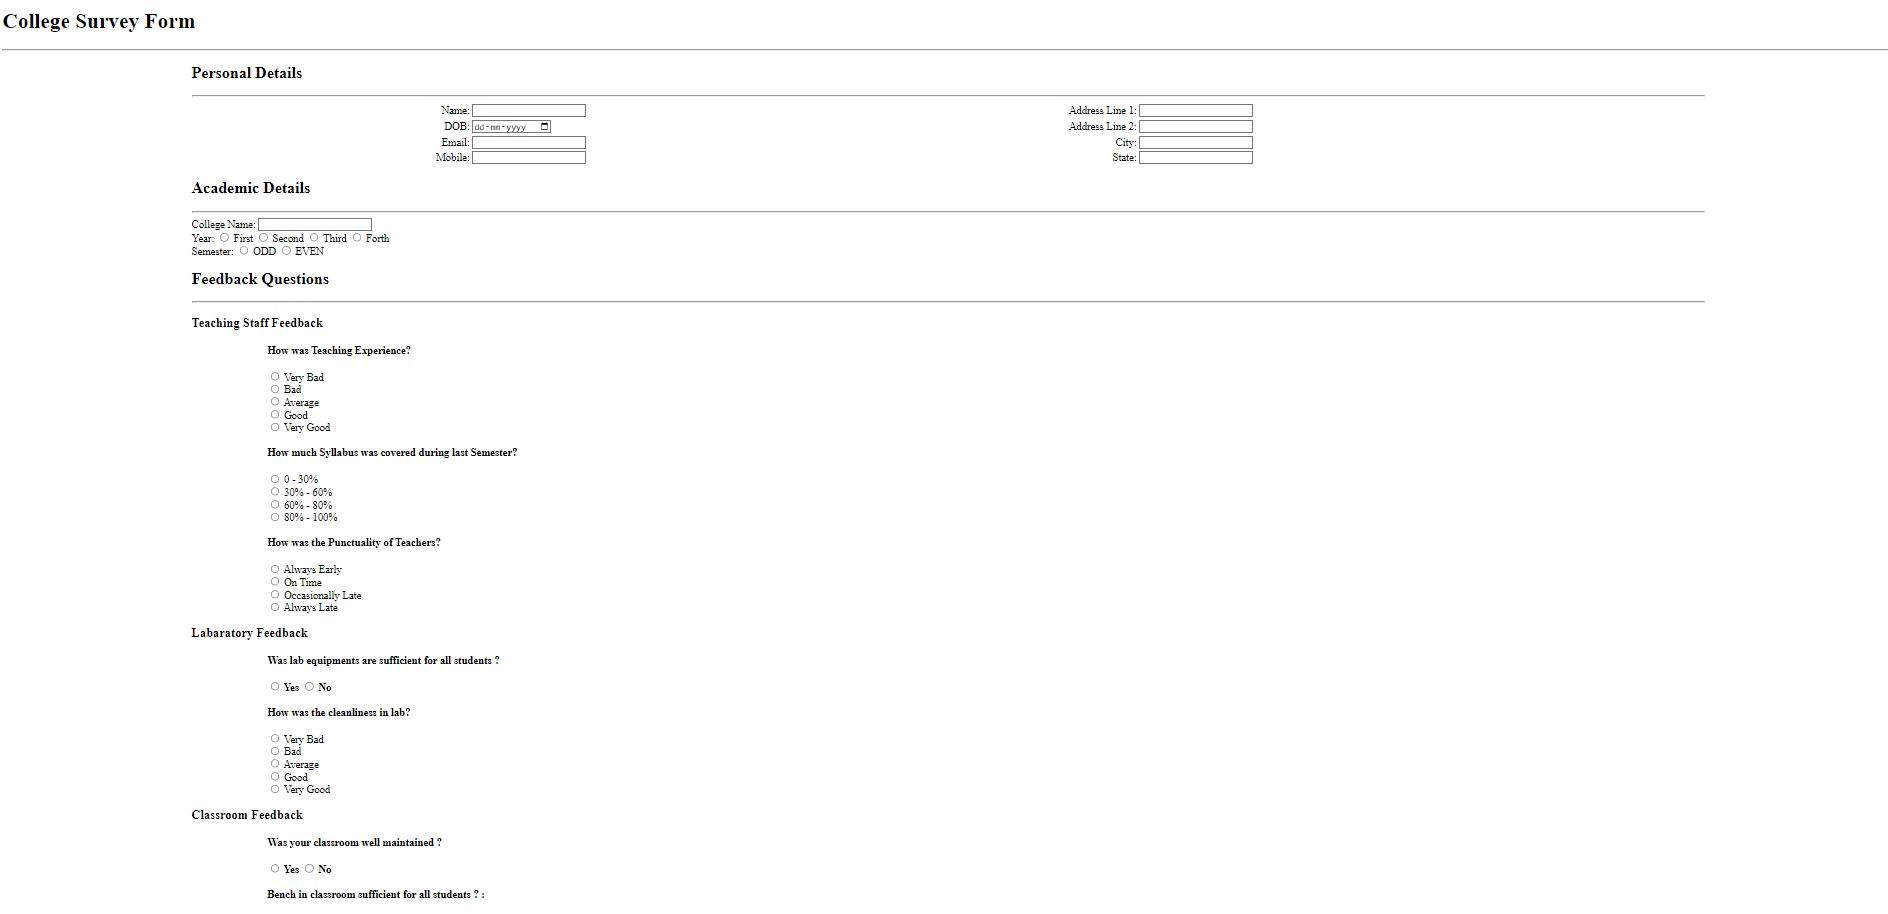 College Survey Form
Personal Details
Name:
DOB: dd-mm-yyyy
Email:
Mobile:
Address Line 1:
Address Line 2:
City:
State:
Academic Details
College Name:
Year: First Second Third Forth
Semester: ODD EVEN
Feedback Questions
Teaching Staff Feedback
How was Teaching Experience?
Very Bad
Bad
Average
Good
Very Good
How much Syllabus was covered during last Semester?
0 - 30%
30% - 60%
60% - 80%
80% - 100%
How was the Punctuality of Teachers?
Always Early
On Time
Occasionally Late
Always Late
Labaratory Feedback
Was lab equipments are sufficient for all students ?
Yes No
How was the cleanliness in lab?
Very Bad
Bad
Average
Good
Very Good
Classroom Feedback
Was your classroom well maintained ?
Yes No
Bench in classroom sufficient for all students ? :